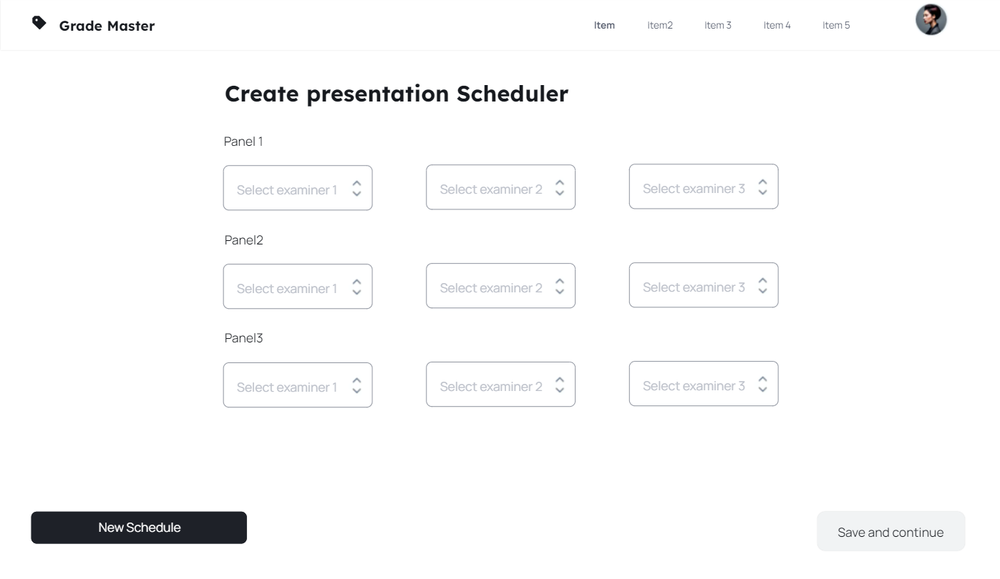 Grade Master
Item Item2 Item 3 Item 4 Item 5
Create presentation Scheduler
Panel 1
Select examiner 1 Select examiner 2 Select examiner 3
Panel2
Select examiner 1 Select examiner 2 Select examiner 3
Panel3
Select examiner 1 Select examiner 2 Select examiner 3
New Schedule
Save and continue